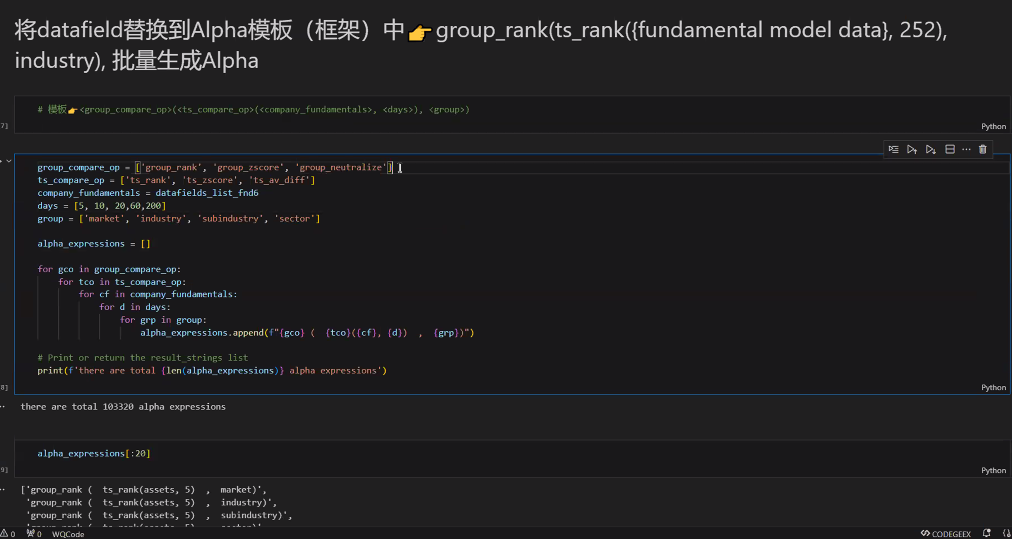 将datafield替换到Alpha模板（框架）中👉group_rank(ts_rank({fundamental model data}, 252),
industry), 批量生成Alpha
# 模板👉<group_compare_op>(<ts_compare_op>(<company_fundamentals>, <days>), <group>)
7]
Python
group_compare_op = ['group_rank', 'group_zscore', 'group_neutralize']
ts_compare_op = ['ts_rank', 'ts_zscore', 'ts_av_diff']
company_fundamentals = datafields_list_fnd6
days = [5, 10, 20,60,200]
group = ['market', 'industry', 'subindustry', 'sector']
alpha_expressions = []
for gco in group_compare_op:
for tco in ts_compare_op:
for cf in company_fundamentals:
for d in days:
for grp in group:
alpha_expressions.append(f"{gco} (  {tco}({cf}, {d})  ,  {grp})")
# Print or return the result_strings list
print(f'there are total {len(alpha_expressions)} alpha expressions')
8]
Python
there are total 103320 alpha expressions
alpha_expressions[:20]
9]
Python
['group_rank (  ts_rank(assets, 5)  ,  market)',
'group_rank (  ts_rank(assets, 5)  ,  industry)',
'group_rank (  ts_rank(assets, 5)  ,  subindustry)',
0 0 WQCode
CODEGEEX